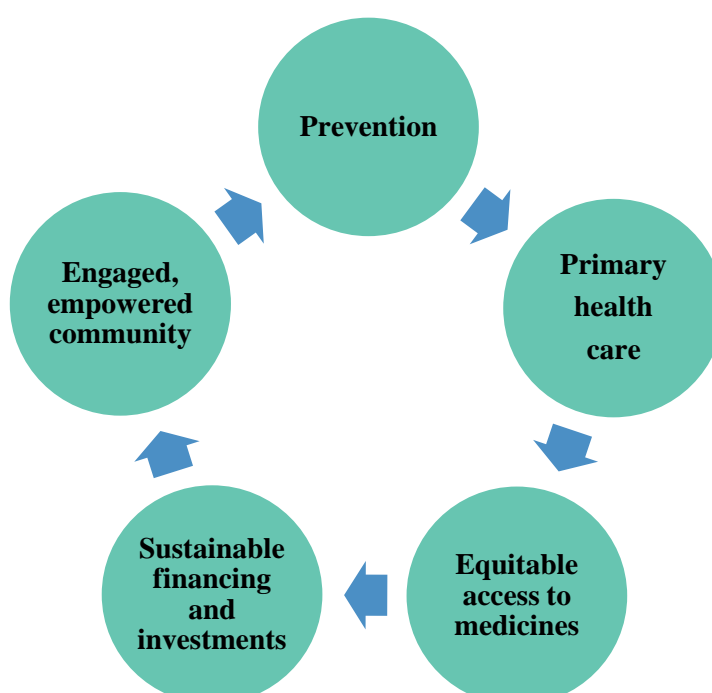 Prevention
Primary
health
care
Equitable
access to
medicines
Sustainable
financing
and
investments
Engaged,
empowered
community